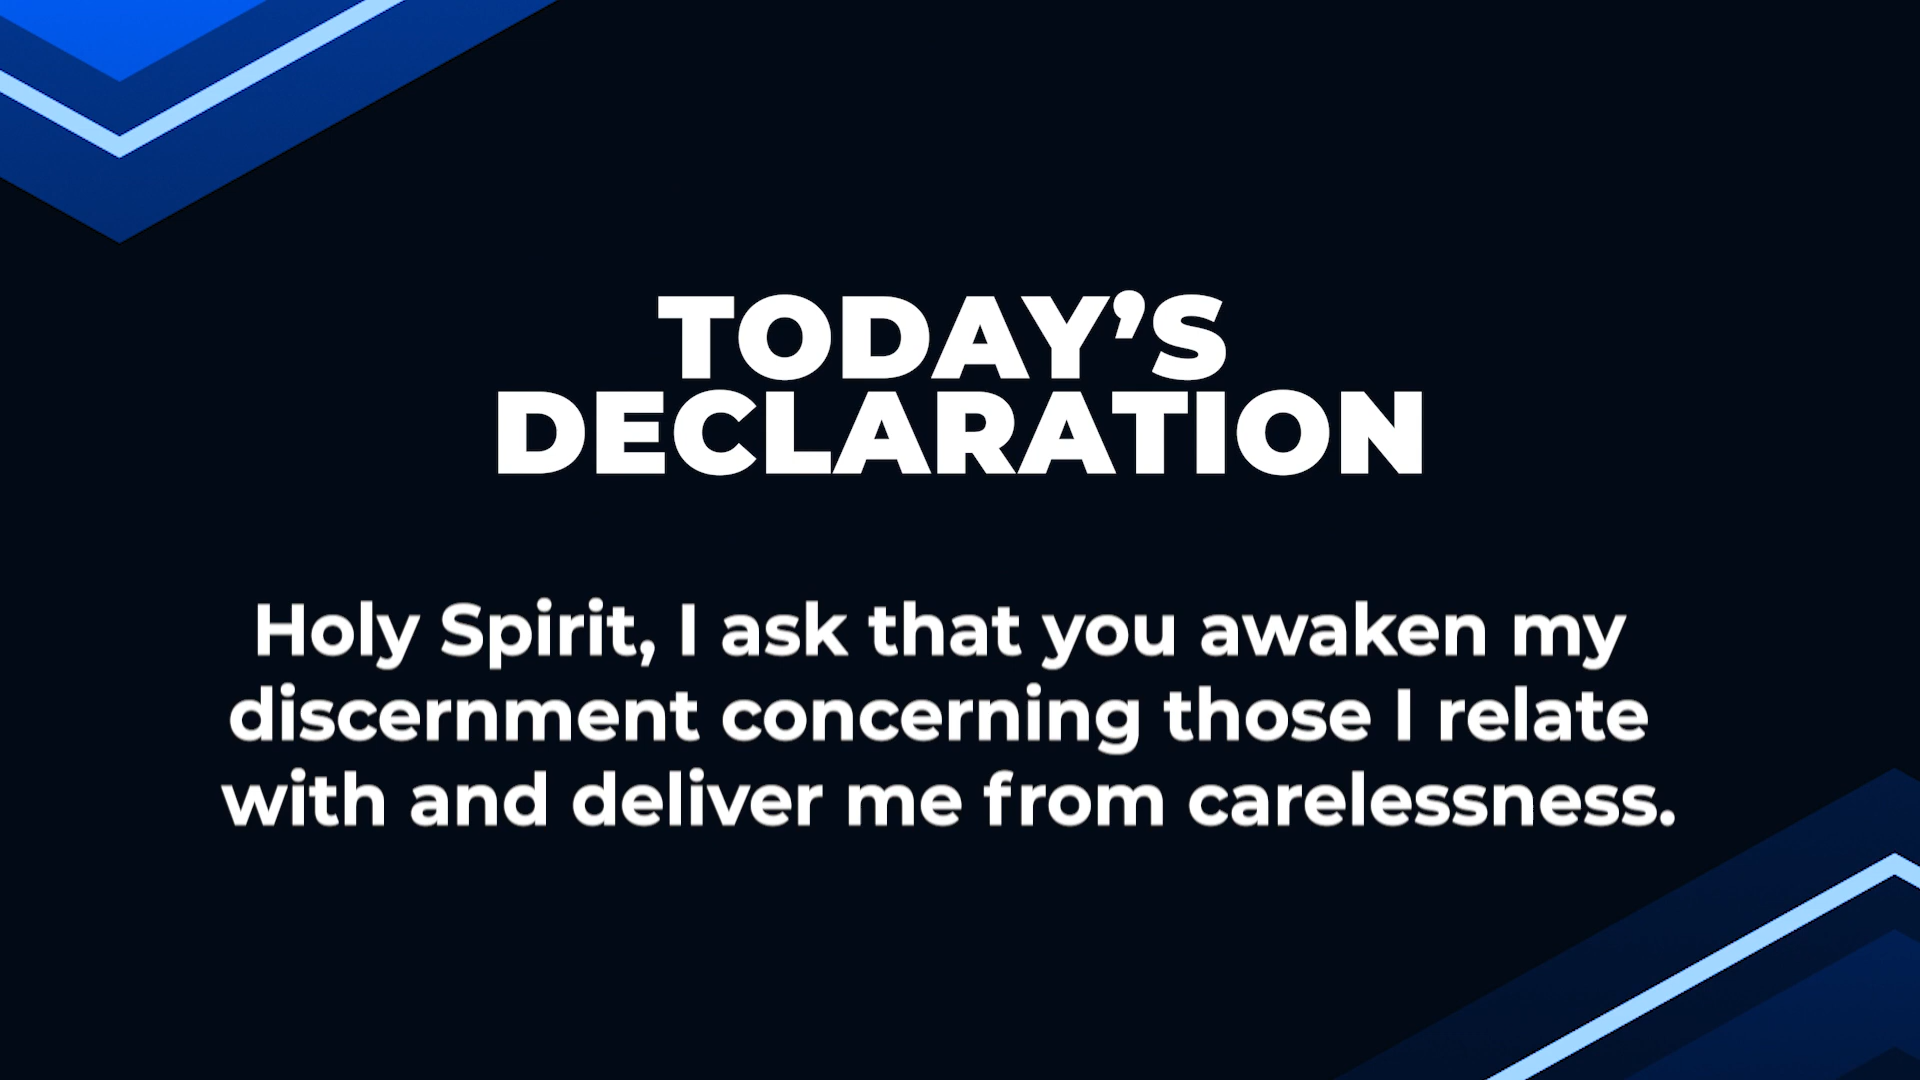 TODAY’S
DECLARATION
Holy Spirit, I ask that you awaken my
discernment concerning those I relate
with and deliver me from carelessness.